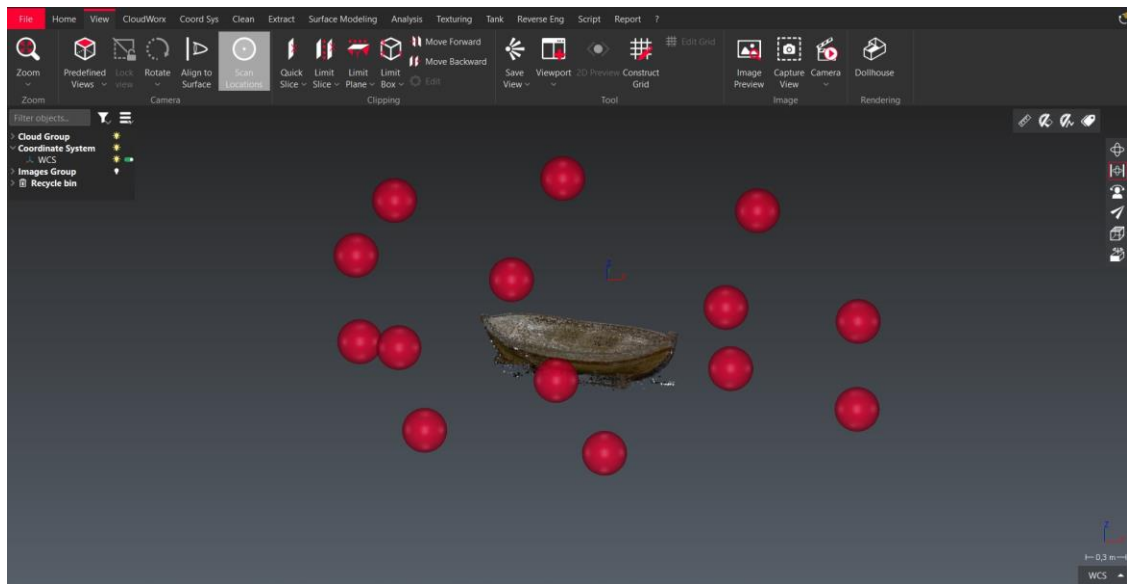 File Home View CloudWorx Coord Sys Clean Extract Surface Modeling Analysis Texturing Tank Reverse Eng Script Report ?
Zoom
Predefined Views
Lock view
Rotate
Align to Surface
Scan Locations
Quick Slice
Limit Slice
Limit Plane
Limit Box
Move Forward
Move Backward
Edit
Save View
Viewport
2D Preview
Construct Grid
Edit Grid
Image Preview
Capture View
Camera
Dollhouse
Zoom Camera Clipping Tool Image Rendering
Filter objects..
Cloud Group
Coordinate System
WCS
Images Group
Recycle bin
Z
Z
0,3 m
WCS